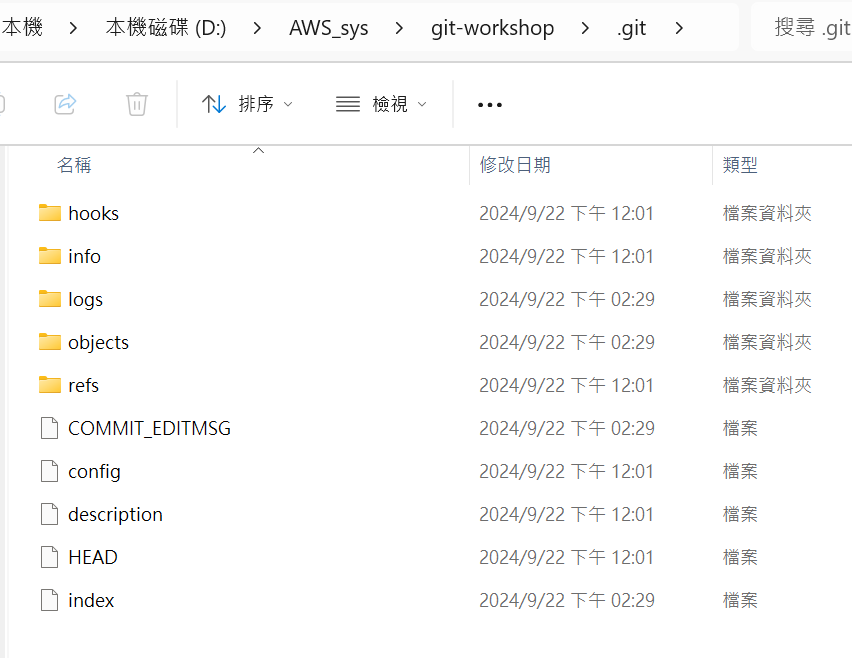 本機 > 本機磁碟 (D:) > AWS_sys > git-workshop > .git > 搜尋 .git
排序 檢視 •••
名稱 修改日期 類型
hooks 2024/9/22 下午 12:01 檔案資料夾
info 2024/9/22 下午 12:01 檔案資料夾
logs 2024/9/22 下午 02:29 檔案資料夾
objects 2024/9/22 下午 02:29 檔案資料夾
refs 2024/9/22 下午 12:01 檔案資料夾
COMMIT_EDITMSG 2024/9/22 下午 02:29 檔案
config 2024/9/22 下午 12:01 檔案
description 2024/9/22 下午 12:01 檔案
HEAD 2024/9/22 下午 12:01 檔案
index 2024/9/22 下午 02:29 檔案